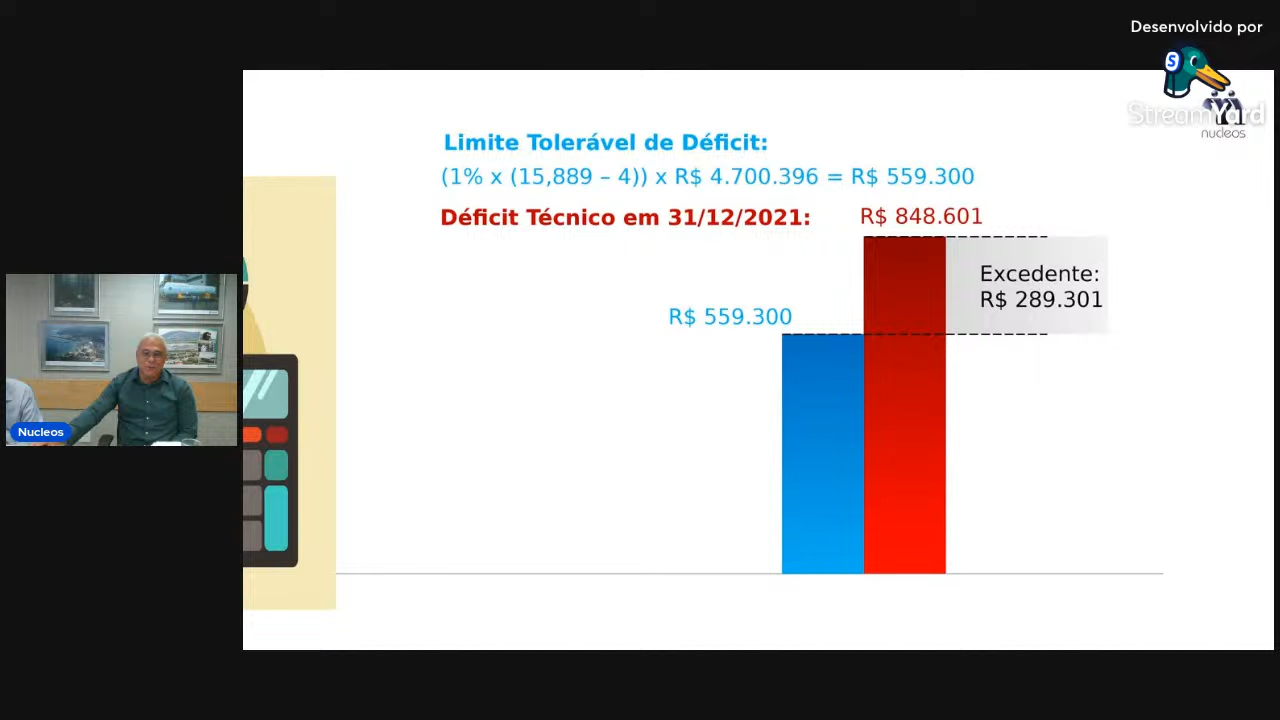 Desenvolvido por
StreamYard
nucleos
Limite Tolerável de Déficit:
(1% x (15,889 – 4)) x R$ 4.700.396 = R$ 559.300
Déficit Técnico em 31/12/2021: R$ 848.601
Excedente:
R$ 289.301
R$ 559.300
Nucleos